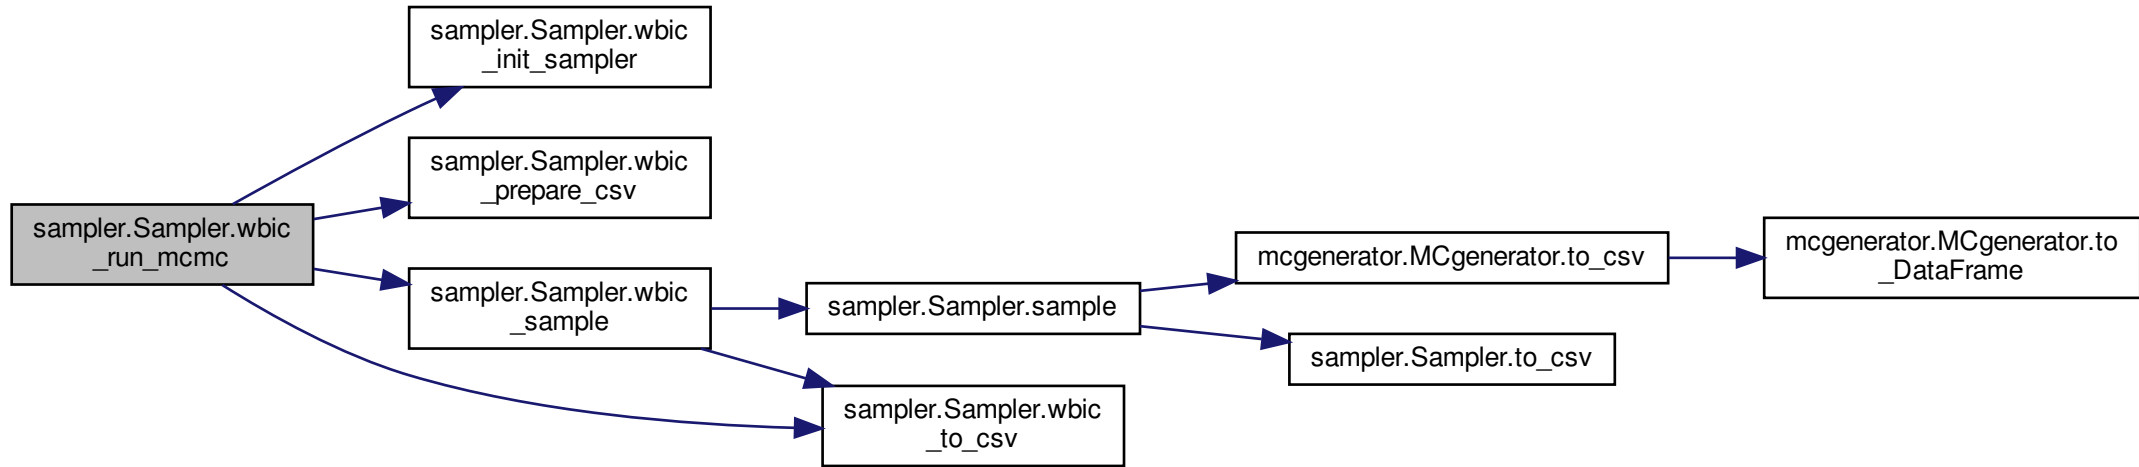 sampler.Sampler.wbic
_run_mcmc
sampler.Sampler.wbic
_init_sampler
sampler.Sampler.wbic
_prepare_csv
sampler.Sampler.wbic
_sample
sampler.Sampler.sample
sampler.Sampler.wbic
_to_csv
mcgenerator.MCgenerator.to_csv
sampler.Sampler.to_csv
mcgenerator.MCgenerator.to
_DataFrame